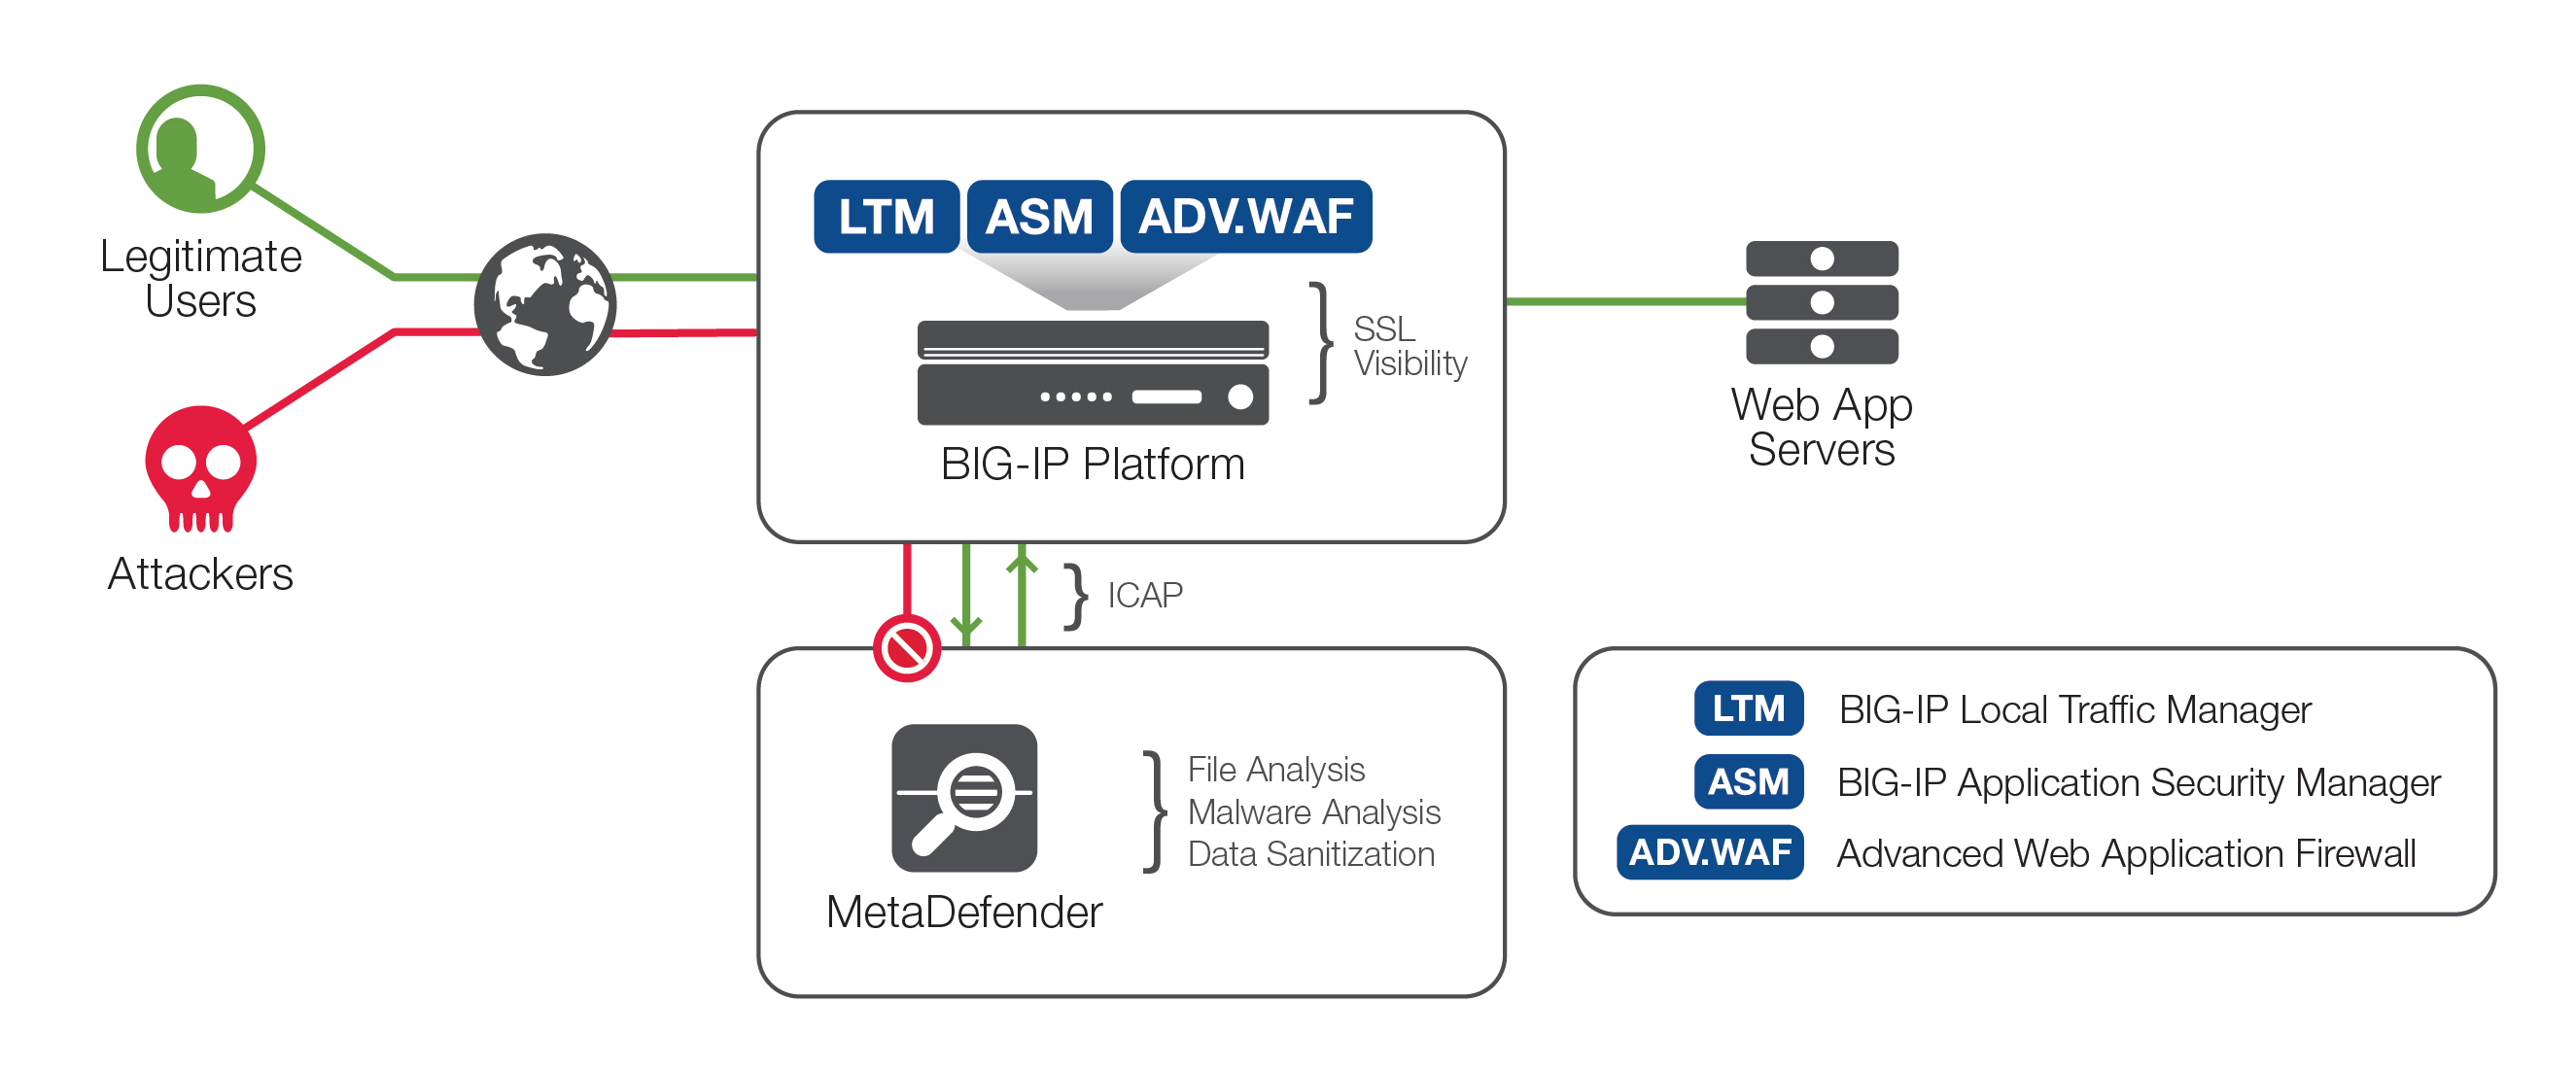 Legitimate
Users
Attackers
LTM ASM ADV.WAF
SSL
Visibility
BIG-IP Platform
Web App
Servers
ICAP
MetaDefender
File Analysis
Malware Analysis
Data Sanitization
LTM BIG-IP Local Traffic Manager
ASM BIG-IP Application Security Manager
ADV.WAF Advanced Web Application Firewall